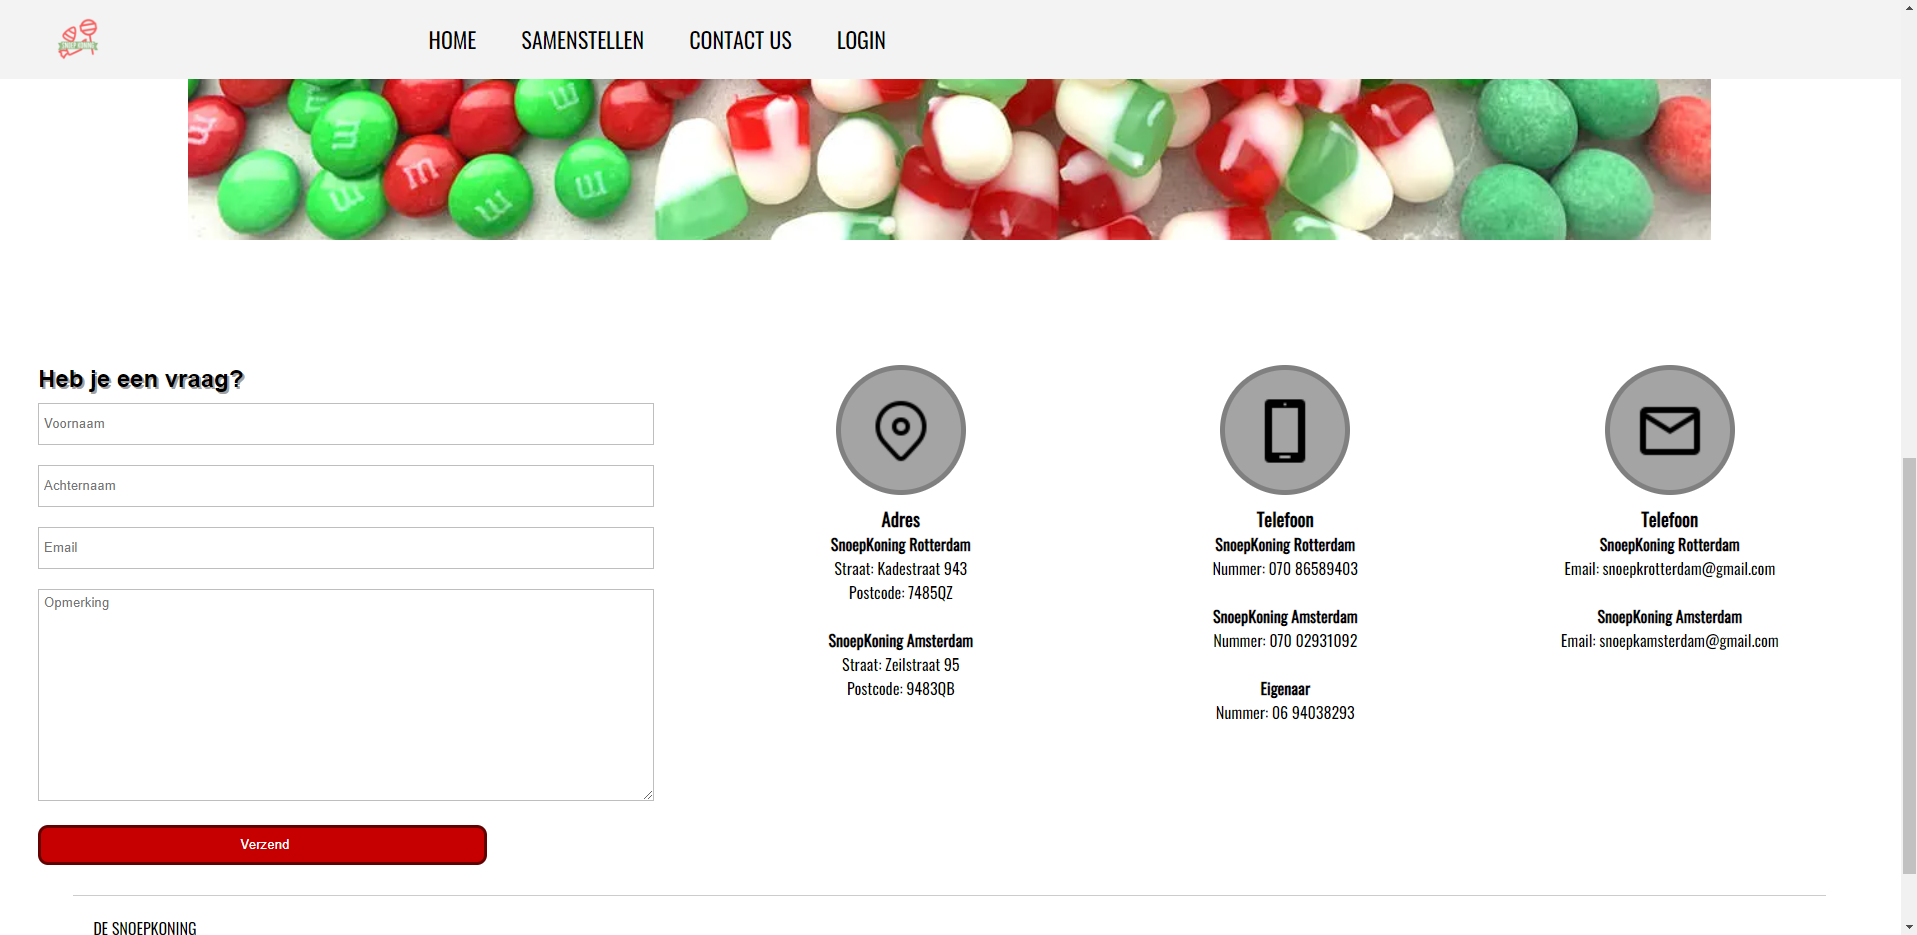 HOME SAMENSTELLEN CONTACT US LOGIN
Heb je een vraag?
Voornaam
Achternaam
Email
Opmerking
Verzend
Adres
SnoepKoning Rotterdam
Straat: Kadestraat 943
Postcode: 7485QZ
SnoepKoning Amsterdam
Straat: Zeilstraat 95
Postcode: 9483QB
Telefoon
SnoepKoning Rotterdam
Nummer: 070 86589403
SnoepKoning Amsterdam
Nummer: 070 02931092
Eigenaar
Nummer: 06 94038293
Telefoon
SnoepKoning Rotterdam
Email: snoepkrotterdam@gmail.com
SnoepKoning Amsterdam
Email: snoepkamsterdam@gmail.com
DE SNOEPKONING